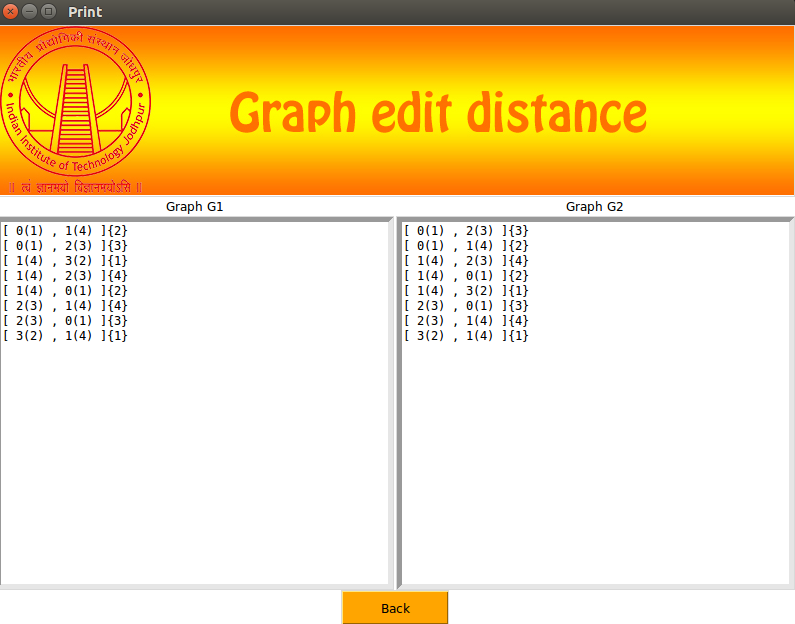 Print
भारतीय प्रौद्योगिकी संस्थान जोधपुर
Indian Institute of Technology Jodhpur
॥ त्वं ज्ञानमयो विज्ञानमयोऽसि ॥
Graph edit distance
Graph G1
[ 0(1) , 1(4) ]{2}
[ 0(1) , 2(3) ]{3}
[ 1(4) , 3(2) ]{1}
[ 1(4) , 2(3) ]{4}
[ 1(4) , 0(1) ]{2}
[ 2(3) , 1(4) ]{4}
[ 2(3) , 0(1) ]{3}
[ 3(2) , 1(4) ]{1}
Graph G2
[ 0(1) , 2(3) ]{3}
[ 0(1) , 1(4) ]{2}
[ 1(4) , 2(3) ]{4}
[ 1(4) , 0(1) ]{2}
[ 1(4) , 3(2) ]{1}
[ 2(3) , 0(1) ]{3}
[ 2(3) , 1(4) ]{4}
[ 3(2) , 1(4) ]{1}
Back